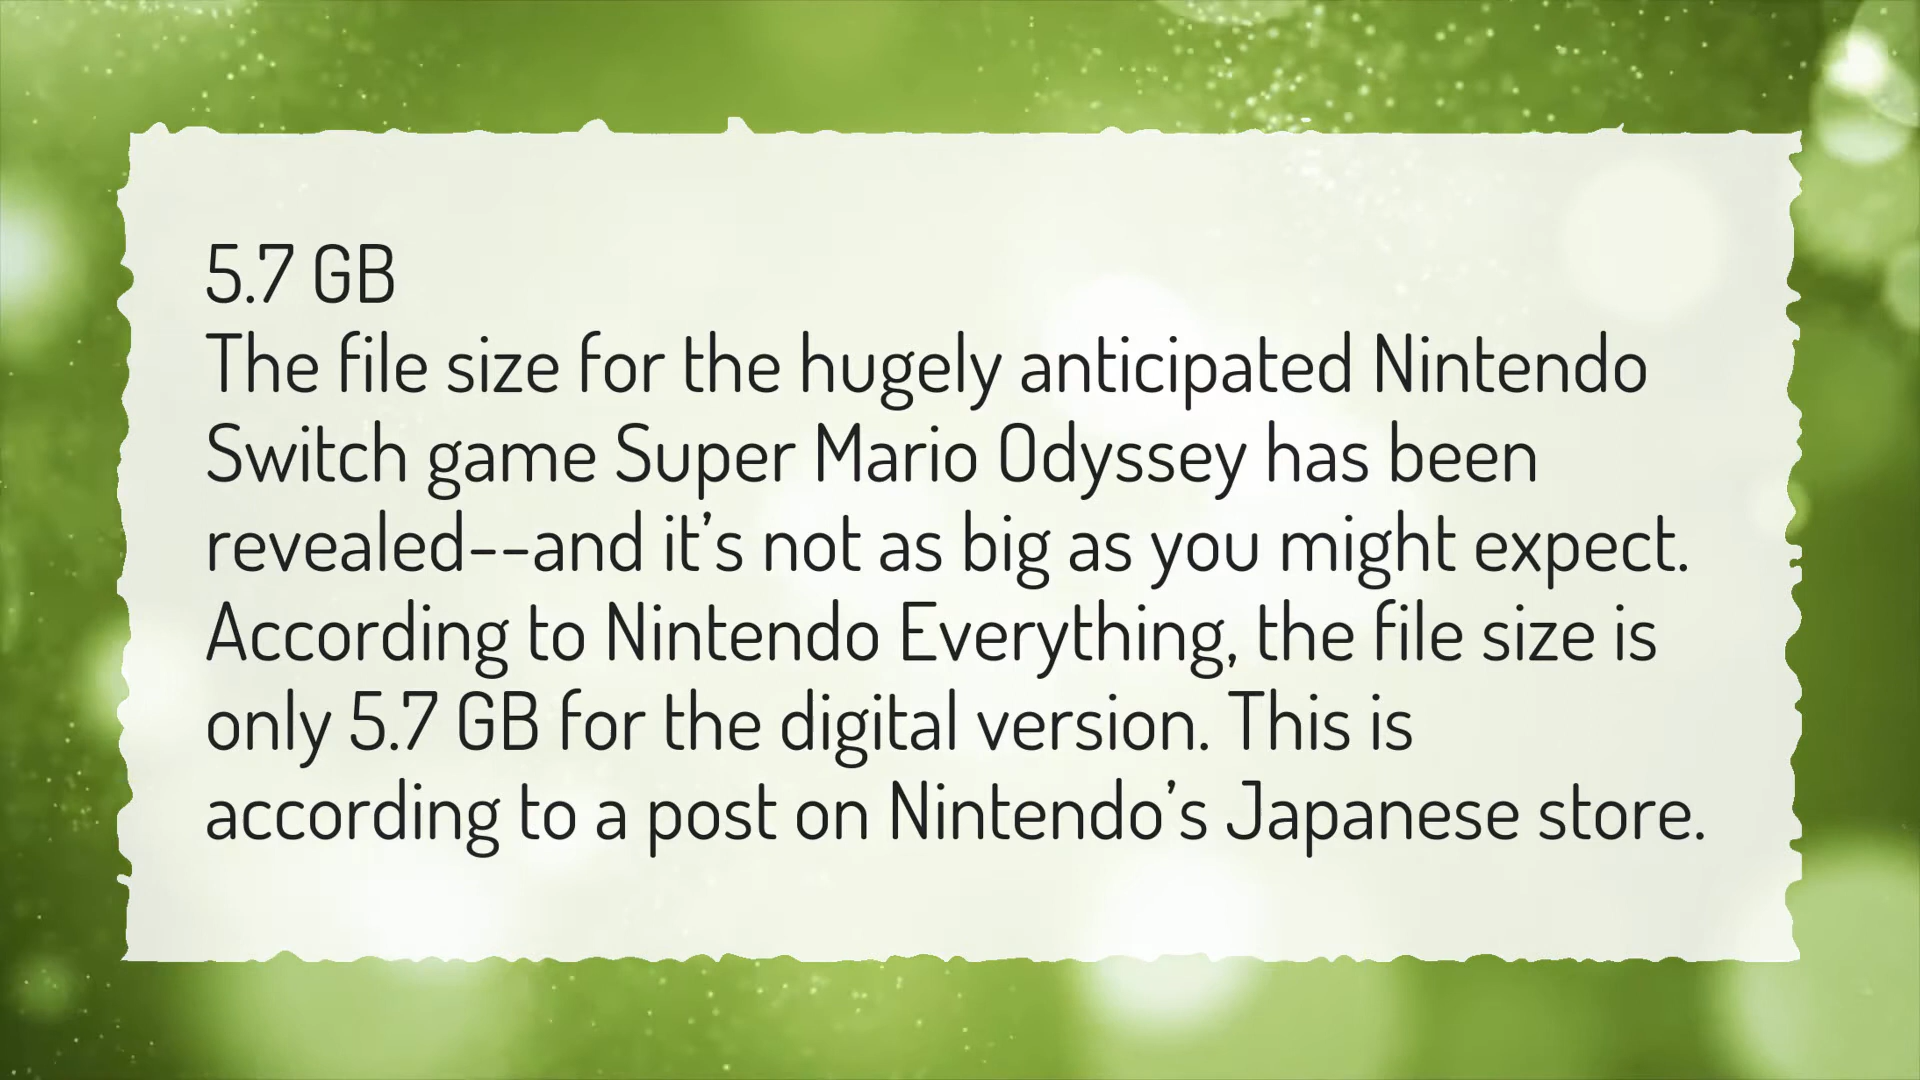 5.7 GB
The file size for the hugely anticipated Nintendo
Switch game Super Mario Odyssey has been
revealed--and it’s not as big as you might expect.
According to Nintendo Everything, the file size is
only 5.7 GB for the digital version. This is
according to a post on Nintendo’s Japanese store.